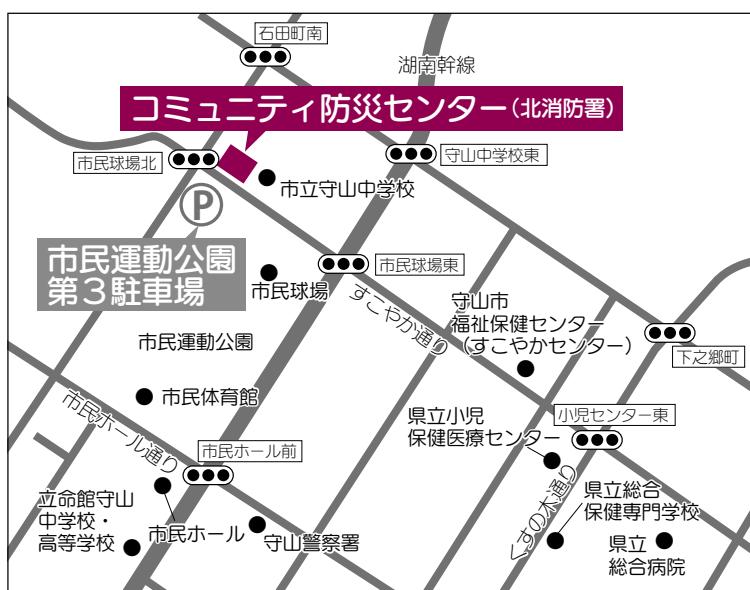 石田町南
湖南幹線
コミュニティ防災センター(北消防署)
市民球場北
守山中学校東
市立守山中学校
P
市民運動公園
第3駐車場
市民球場東
市民球場
すこやか通り
守山市
福祉保健センター
(すこやかセンター)
市民運動公園
下之郷町
市民体育館
県立小児
保健医療センター
小児センター東
市民ホール通り
市民ホール前
くすの木通り
県立総合
保健専門学校
立命館守山
中学校・
高等学校
市民ホール
守山警察署
県立
総合病院